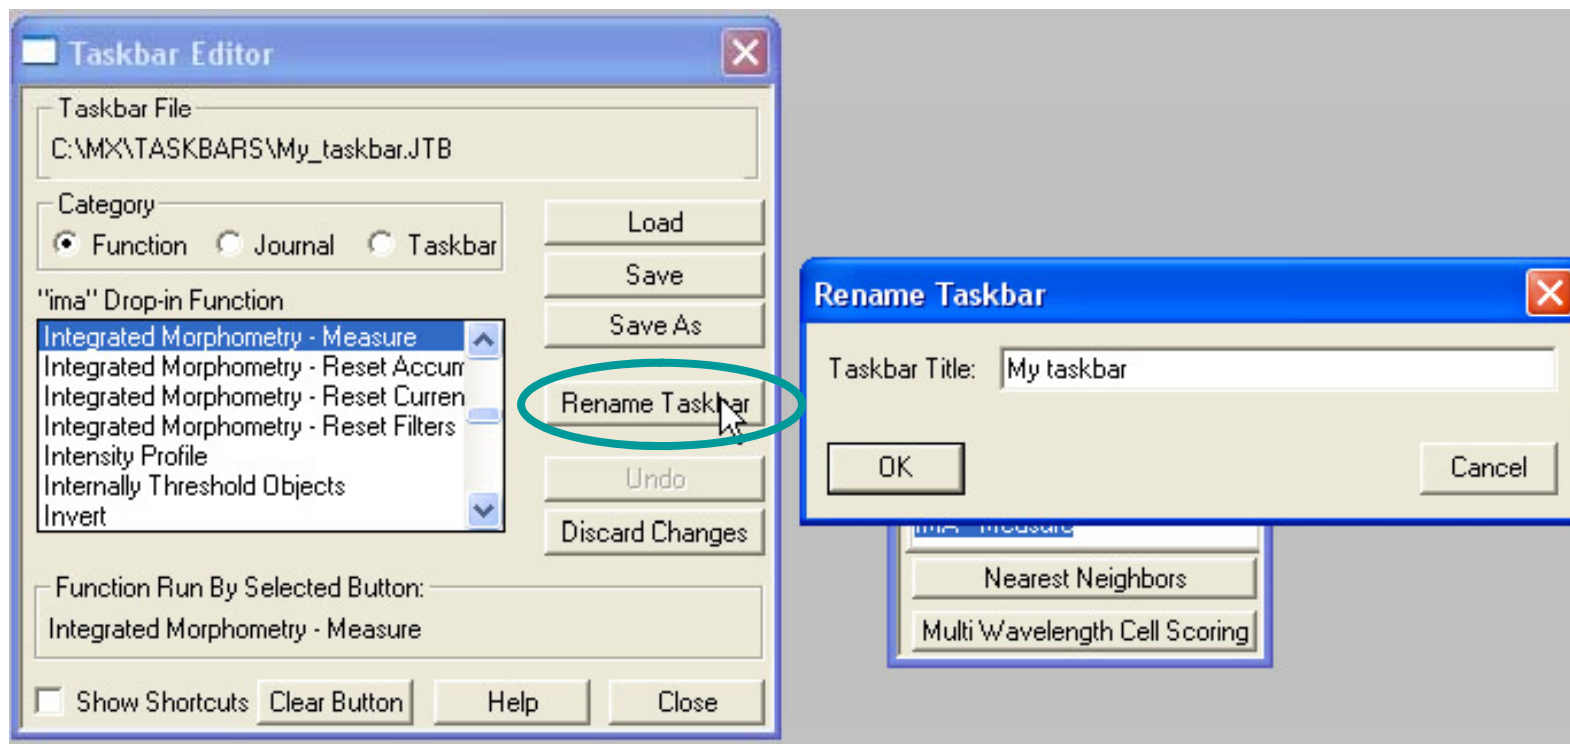 Taskbar Editor
Taskbar File
C:\MX\TASKBARS\My_taskbar.JTB
Category
Function Journal Taskbar
"ima" Drop-in Function
Integrated Morphometry - Measure
Integrated Morphometry - Reset Accum
Integrated Morphometry - Reset Curren
Integrated Morphometry - Reset Filters
Intensity Profile
Internally Threshold Objects
Invert
Load
Save
Save As
Rename Taskbar
Undo
Discard Changes
Function Run By Selected Button:
Integrated Morphometry - Measure
Show Shortcuts
Clear Button
Help
Close
Rename Taskbar
Taskbar Title: My taskbar
OK
Cancel
IMA - Measure
Nearest Neighbors
Multi Wavelength Cell Scoring